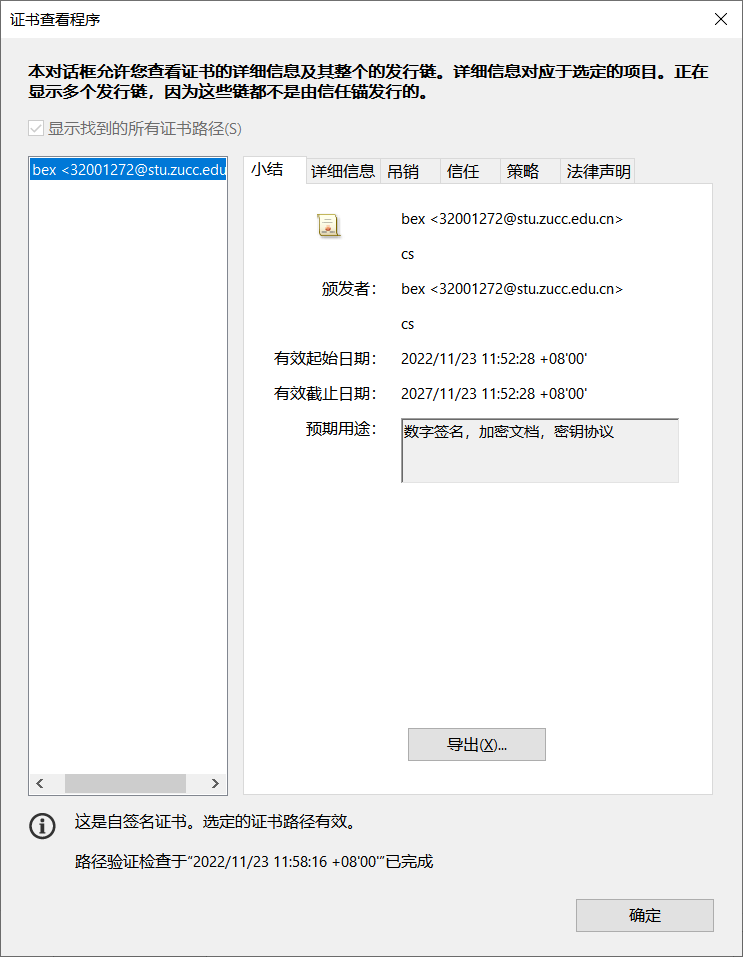 证书查看程序
本对话框允许您查看证书的详细信息及其整个的发行链。详细信息对应于选定的项目。正在
显示多个发行链，因为这些链都不是由信任锚发行的。
显示找到的所有证书路径(S)
bex <32001272@stu.zucc.edu
小结 详细信息 吊销 信任 策略 法律声明
bex <32001272@stu.zucc.edu.cn>
cs
颁发者： bex <32001272@stu.zucc.edu.cn>
cs
有效起始日期： 2022/11/23 11:52:28 +08'00'
有效截止日期： 2027/11/23 11:52:28 +08'00'
预期用途： 数字签名，加密文档，密钥协议
导出(X)...
这是自签名证书。选定的证书路径有效。
路径验证检查于“2022/11/23 11:58:16 +08'00'”已完成
确定